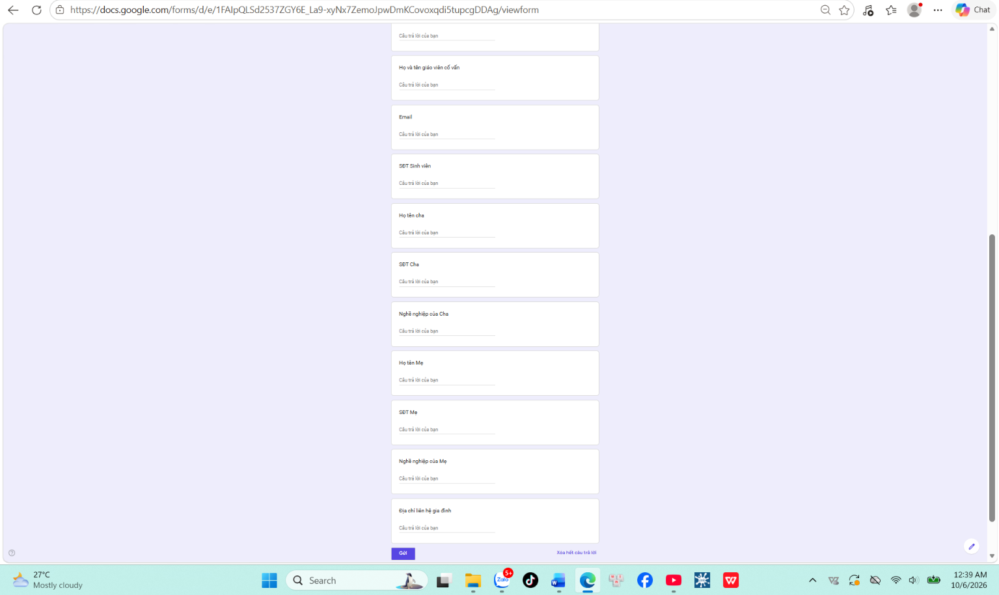 https://docs.google.com/forms/d/e/1FAIpQLSd2537ZGY6E_La9-xyNx7ZemoJpwDmKCovoxqdi5tupcgDDAg/viewform
Chat
Câu trả lời của bạn
Họ và tên giáo viên cố vấn
Câu trả lời của bạn
Email
Câu trả lời của bạn
SĐT Sinh viên
Câu trả lời của bạn
Họ tên cha
Câu trả lời của bạn
SĐT Cha
Câu trả lời của bạn
Nghề nghiệp của Cha
Câu trả lời của bạn
Họ tên Mẹ
Câu trả lời của bạn
SĐT Mẹ
Câu trả lời của bạn
Nghề nghiệp của Mẹ
Câu trả lời của bạn
Địa chỉ liên hệ gia đình
Câu trả lời của bạn
Gửi
Xóa hết câu trả lời
27°C
Mostly cloudy
Search
Zalo
5+
12:39 AM
10/6/2026